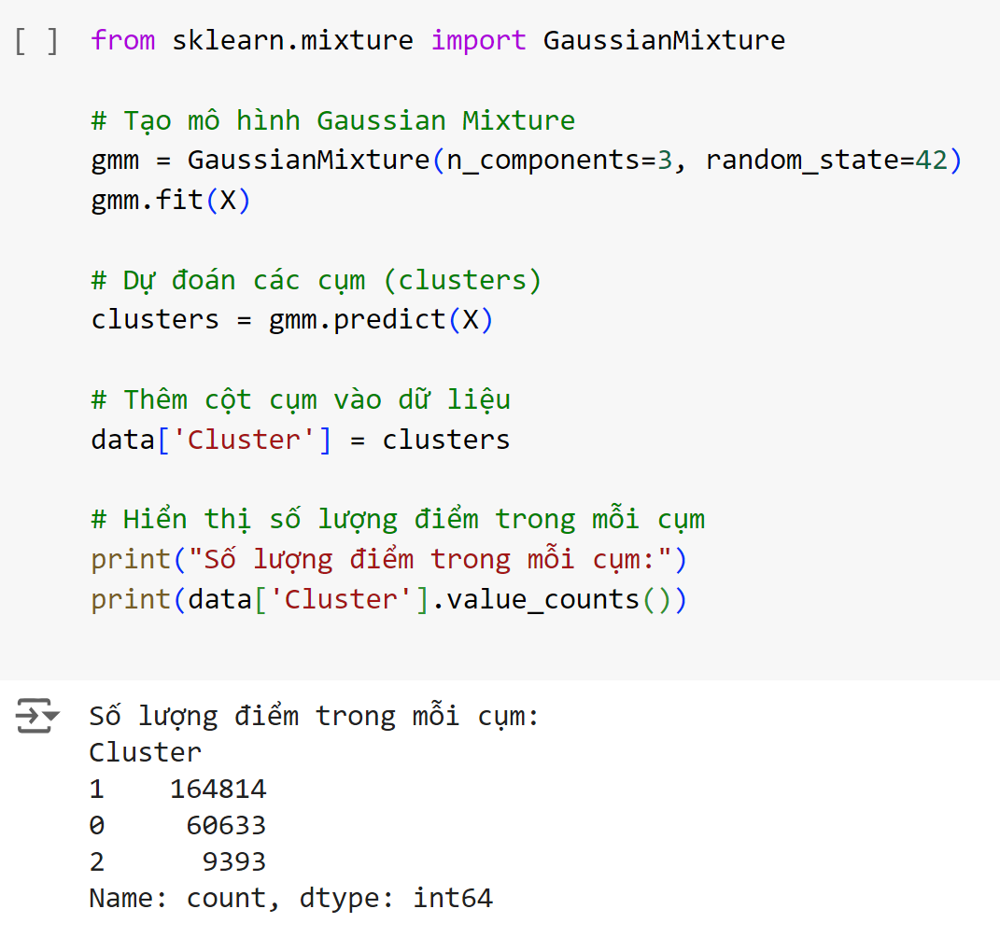 [ ] from sklearn.mixture import GaussianMixture
# Tạo mô hình Gaussian Mixture
gmm = GaussianMixture(n_components=3, random_state=42)
gmm.fit(X)
# Dự đoán các cụm (clusters)
clusters = gmm.predict(X)
# Thêm cột cụm vào dữ liệu
data['Cluster'] = clusters
# Hiển thị số lượng điểm trong mỗi cụm
print("Số lượng điểm trong mỗi cụm:")
print(data['Cluster'].value_counts())
Số lượng điểm trong mỗi cụm:
Cluster
1    164814
0     60633
2      9393
Name: count, dtype: int64